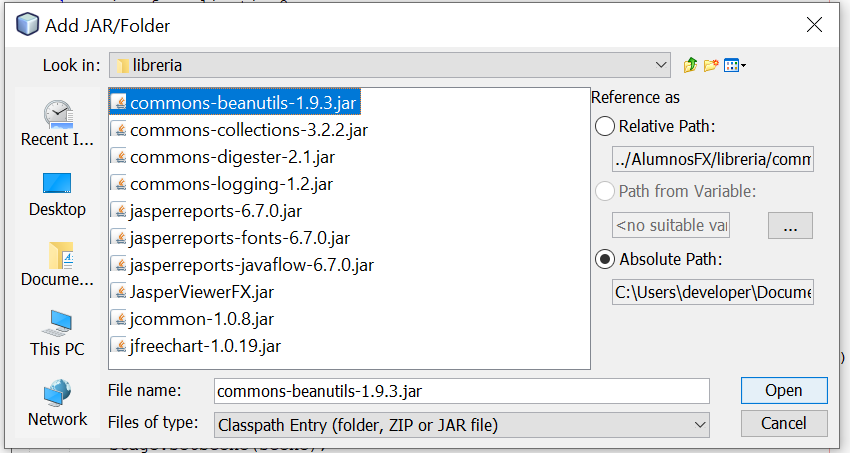 Add JAR/Folder
Look in: libreria
commons-beanutils-1.9.3.jar
commons-collections-3.2.2.jar
commons-digester-2.1.jar
commons-logging-1.2.jar
jasperreports-6.7.0.jar
jasperreports-fonts-6.7.0.jar
jasperreports-javaflow-6.7.0.jar
JasperViewerFX.jar
jcommon-1.0.8.jar
jfreechart-1.0.19.jar
Recent I...
Desktop
Docume...
This PC
Network
Reference as
Relative Path:
../AlumnosFX/libreria/comm
Path from Variable:
<no suitable var
...
Absolute Path:
C:\Users\developer\Docume
File name: commons-beanutils-1.9.3.jar
Open
Files of type: Classpath Entry (folder, ZIP or JAR file)
Cancel